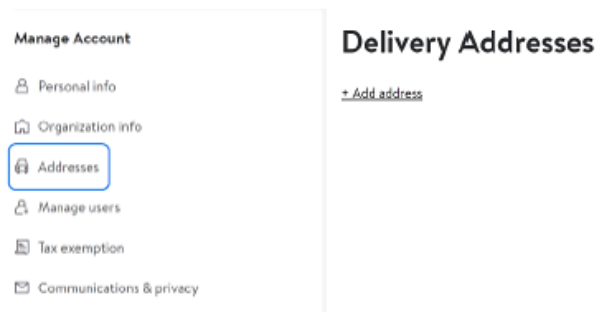 Manage Account
Personal info
Organization info
Addresses
Manage users
Tax exemption
Communications & privacy
Delivery Addresses
+ Add address